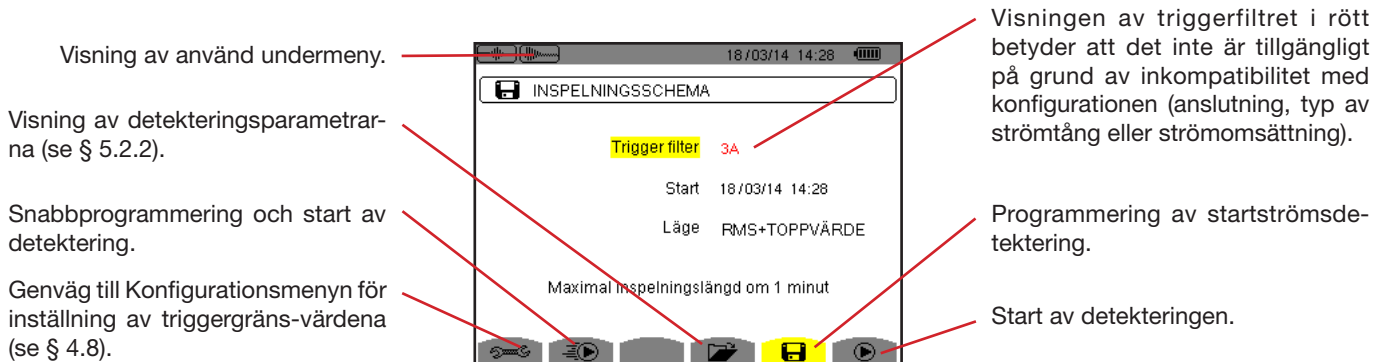 Visning av använd undermeny.
Visning av detekteringsparametrar-
na (se § 5.2.2).
Snabbprogrammering och start av
detektering.
Genväg till Konfigurationsmenyn för
inställning av triggergräns-värdena
(se § 4.8).
18/03/14 14:28
INSPELNINGSSCHEMA
Trigger filter 3A
Start 18/03/14 14:28
Läge RMS+TOPPVÄRDE
Maximal inspelningslängd om 1 minut
Visningen av triggerfiltret i rött
betyder att det inte är tillgängligt
på grund av inkompatibilitet med
konfigurationen (anslutning, typ av
strömtång eller strömomsättning).
Programmering av startströmsde-
tektering.
Start av detekteringen.